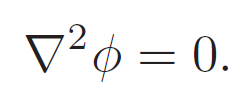 ∇²ϕ = 0.